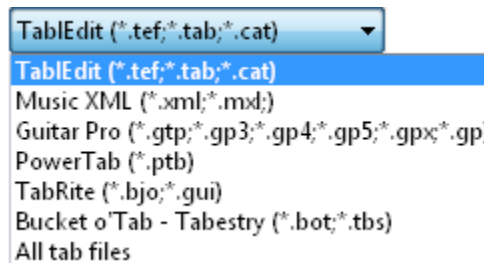 TablEdit (*.tef;*.tab;*.cat)
TablEdit (*.tef;*.tab;*.cat)
Music XML (*.xml;*.mxl;)
Guitar Pro (*.gtp;*.gp3;*.gp4;*.gp5;*.gpx;*.gp)
PowerTab (*.ptb)
TabRite (*.bjo;*.gui)
Bucket o'Tab - Tabestry (*.bot;*.tbs)
All tab files